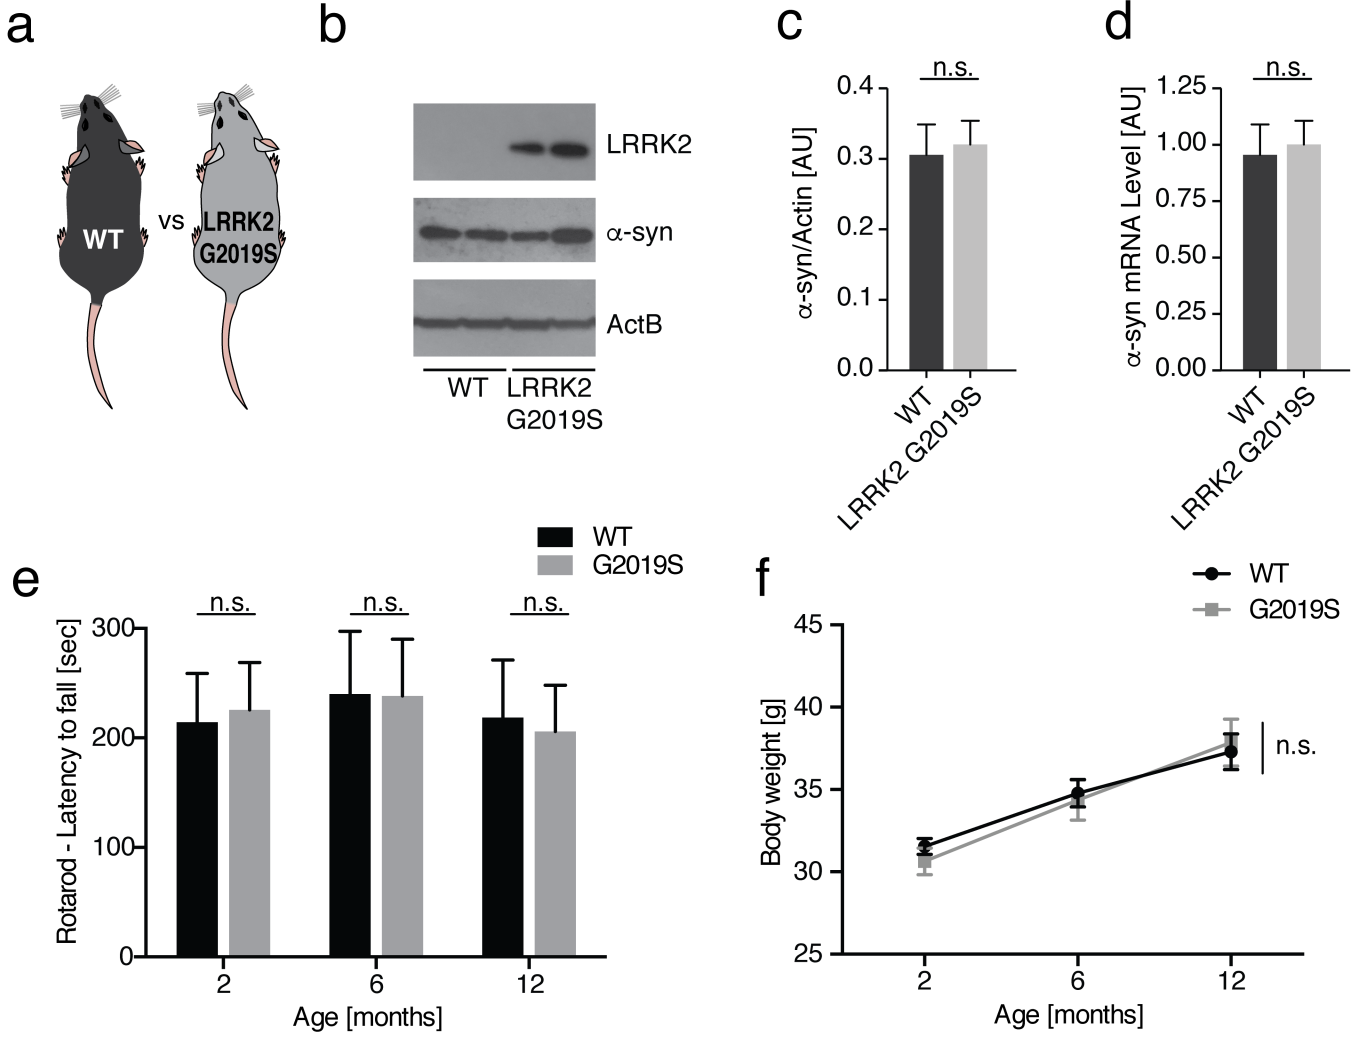 a
WT
vs
LRRK2
G2019S
b
LRRK2
α-syn
ActB
WT
LRRK2
G2019S
c
n.s.
α-syn/Actin [AU]
0.4
0.3
0.2
0.1
0.0
WT
LRRK2 G2019S
d
n.s.
α-syn mRNA Level [AU]
1.25
1.00
0.75
0.50
0.25
0.00
WT
LRRK2 G2019S
e
WT
G2019S
n.s.
n.s.
n.s.
Rotarod - Latency to fall [sec]
300
200
100
0
2
6
12
Age [months]
f
WT
G2019S
Body weight [g]
45
40
35
30
25
n.s.
2
6
12
Age [months]